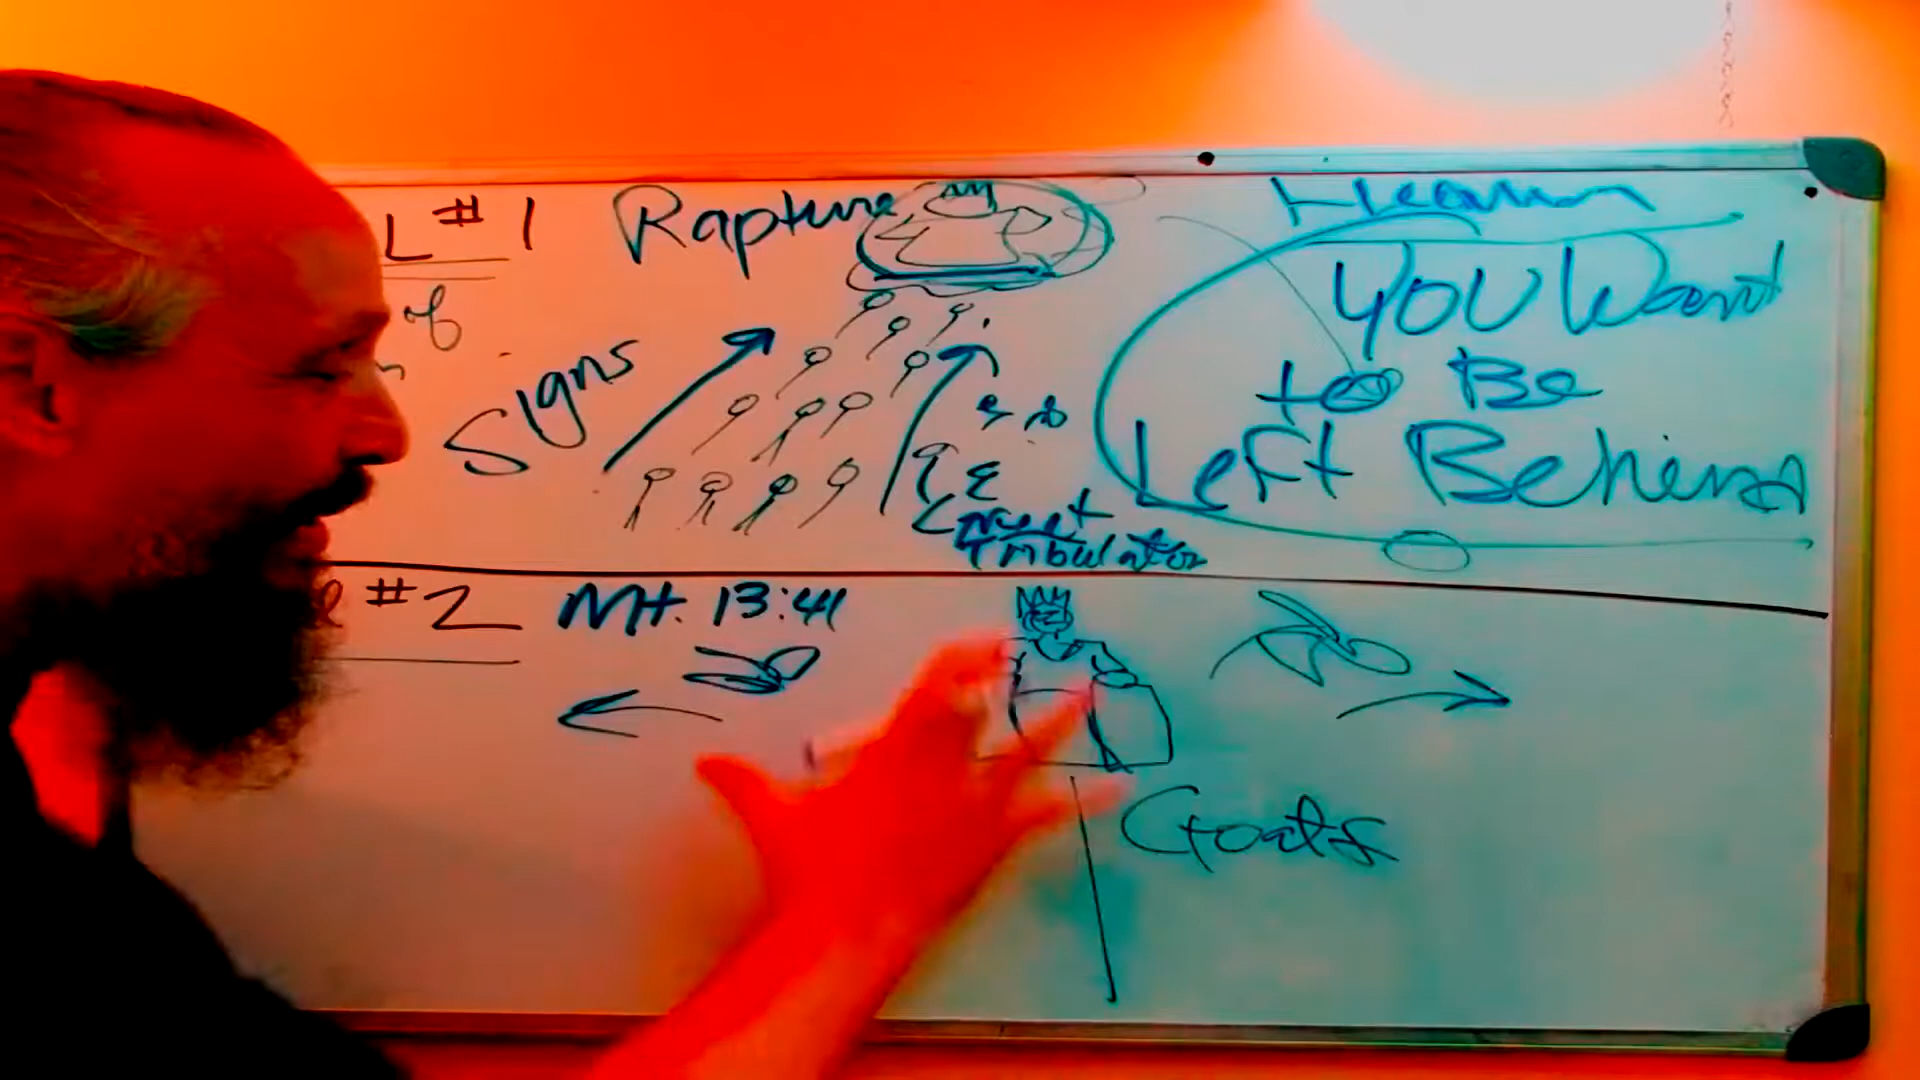 L #1
Rapture
Heaven
of
Signs
YOU Want
to Be
Left Behind
Great
Tribulation
#2
Mt. 13:41
Goats